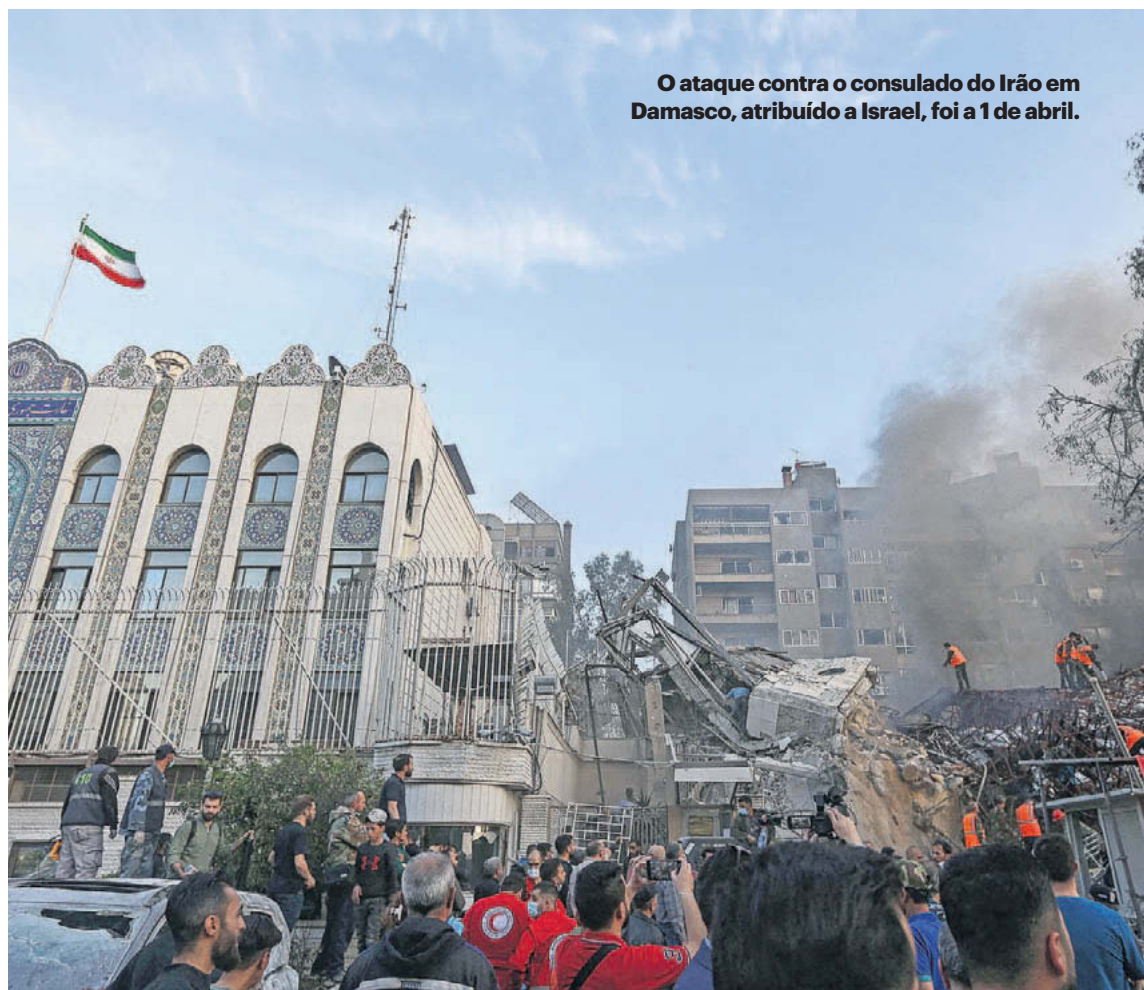 O ataque contra o consulado do Irão em
Damasco, atribuído a Israel, foi a 1 de abril.